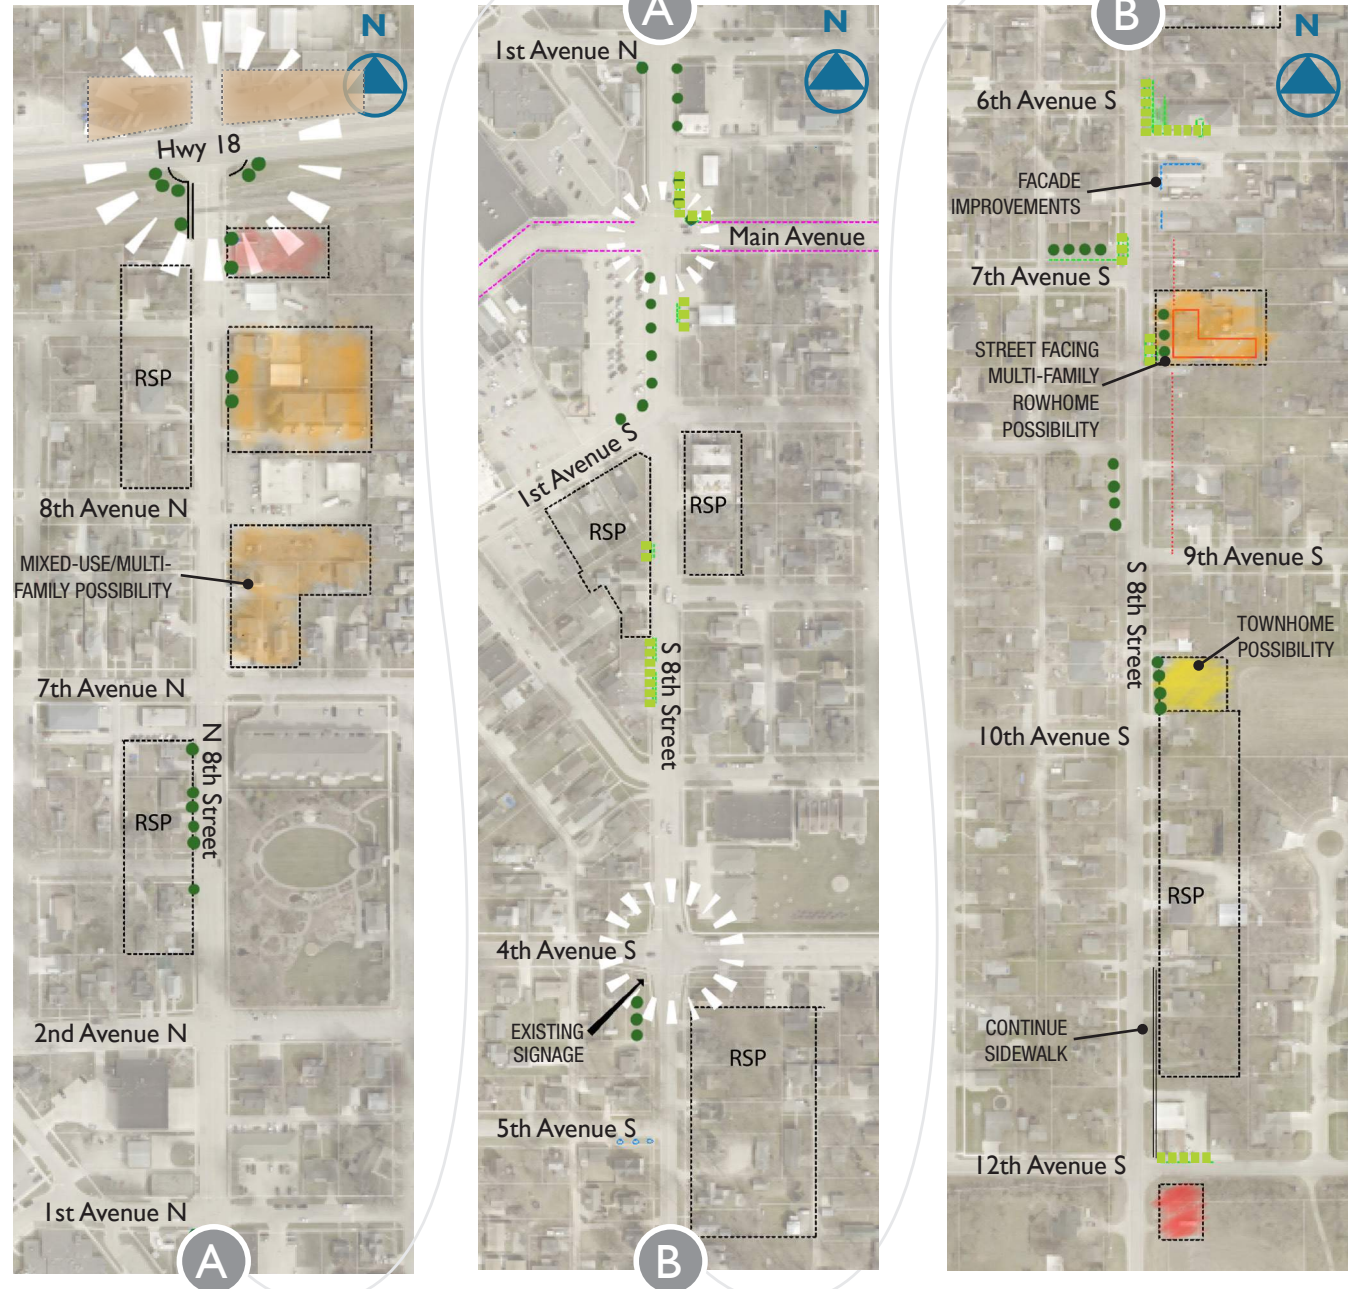 N
Hwy 18
RSP
8th Avenue N
MIXED-USE/MULTI-
FAMILY POSSIBILITY
7th Avenue N
N 8th Street
RSP
2nd Avenue N
1st Avenue N
A
A
N
1st Avenue N
Main Avenue
1st Avenue S
RSP
RSP
S 8th Street
4th Avenue S
EXISTING
SIGNAGE
RSP
5th Avenue S
B
B
N
6th Avenue S
FACADE
IMPROVEMENTS
7th Avenue S
STREET FACING
MULTI-FAMILY
ROWHOME
POSSIBILITY
9th Avenue S
S 8th Street
TOWNHOME
POSSIBILITY
10th Avenue S
RSP
CONTINUE
SIDEWALK
12th Avenue S